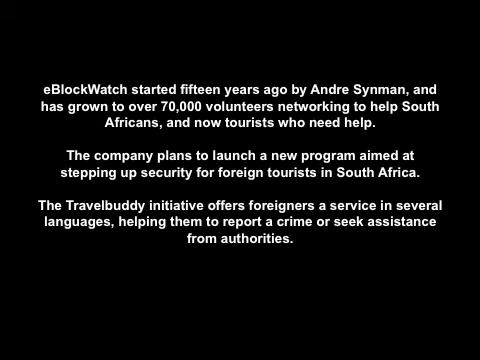 eBlockWatch started fifteen years ago by Andre Synman, and
has grown to over 70,000 volunteers networking to help South
Africans, and now tourists who need help.
The company plans to launch a new program aimed at
stepping up security for foreign tourists in South Africa.
The Travelbuddy initiative offers foreigners a service in several
languages, helping them to report a crime or seek assistance
from authorities.